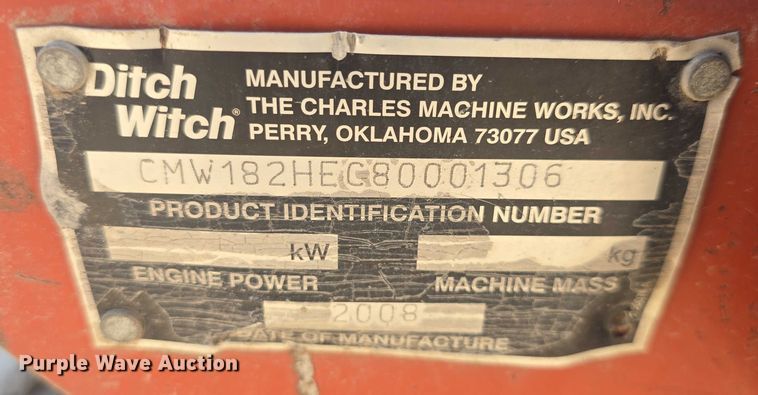 Ditch Witch®
MANUFACTURED BY
THE CHARLES MACHINE WORKS, INC.
PERRY, OKLAHOMA 73077 USA
CMW182HEC80001306
PRODUCT IDENTIFICATION NUMBER
kW
kg
ENGINE POWER
MACHINE MASS
2008
DATE OF MANUFACTURE
Purple Wave Auction